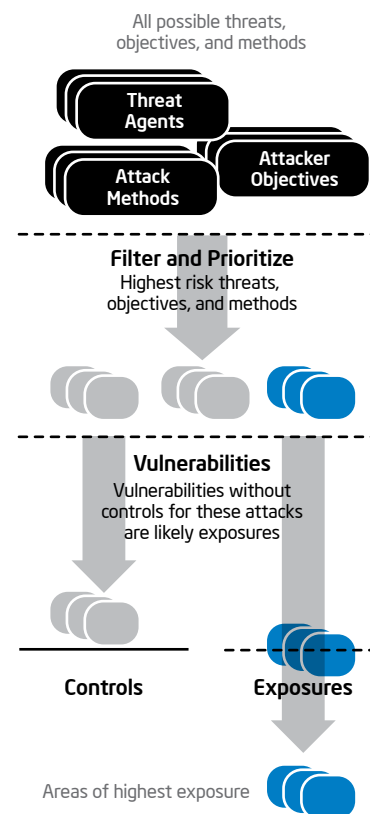 All possible threats,
objectives, and methods
Threat
Agents
Attacker
Objectives
Attack
Methods
Filter and Prioritize
Highest risk threats,
objectives, and methods
Vulnerabilities
Vulnerabilities without
controls for these attacks
are likely exposures
Controls
Exposures
Areas of highest exposure